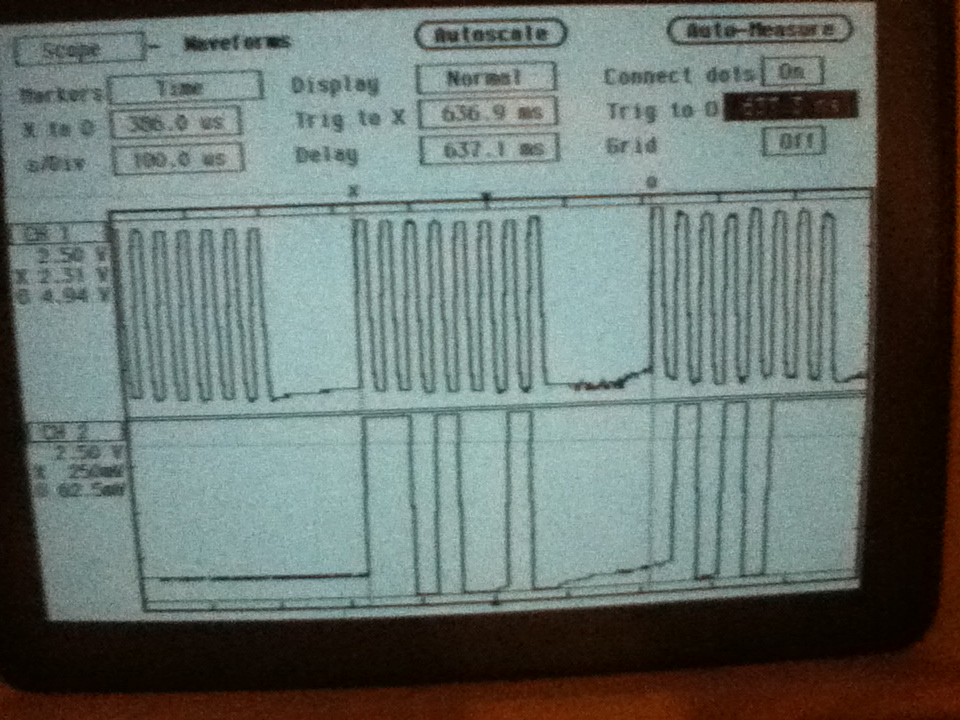 Scope Waveforms Autoscale Auto-Measure
Markers Time Display Normal Connect dots On
X to O 386.0 us Trig to X 636.9 ms Trig to O
s/Div 100.0 us Delay 637.1 ms Grid Off
X O
CH 1
2.50 V
X 2.31 V
O 4.94 V
CH 2
2.50 V
X 250mV
O 62.5mV